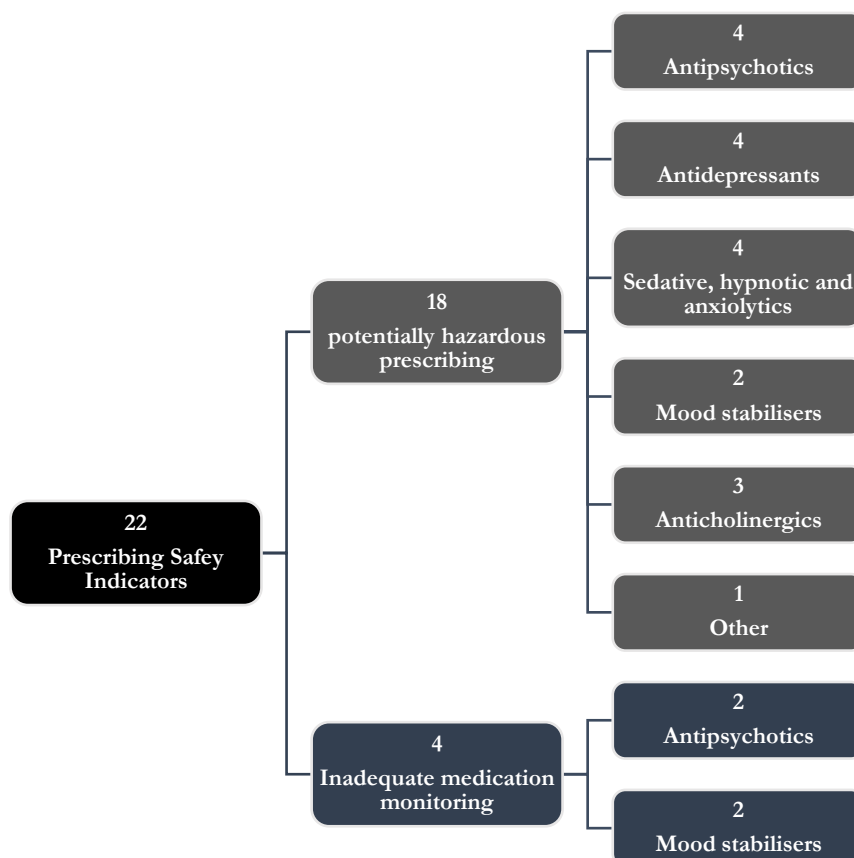 4
Antipsychotics
4
Antidepressants
4
Sedative, hypnotic and
anxiolytics
18
potentially hazardous
prescribing
2
Mood stabilisers
3
Anticholinergics
22
Prescribing Safey
Indicators
1
Other
2
Antipsychotics
4
Inadequate medication
monitoring
2
Mood stabilisers